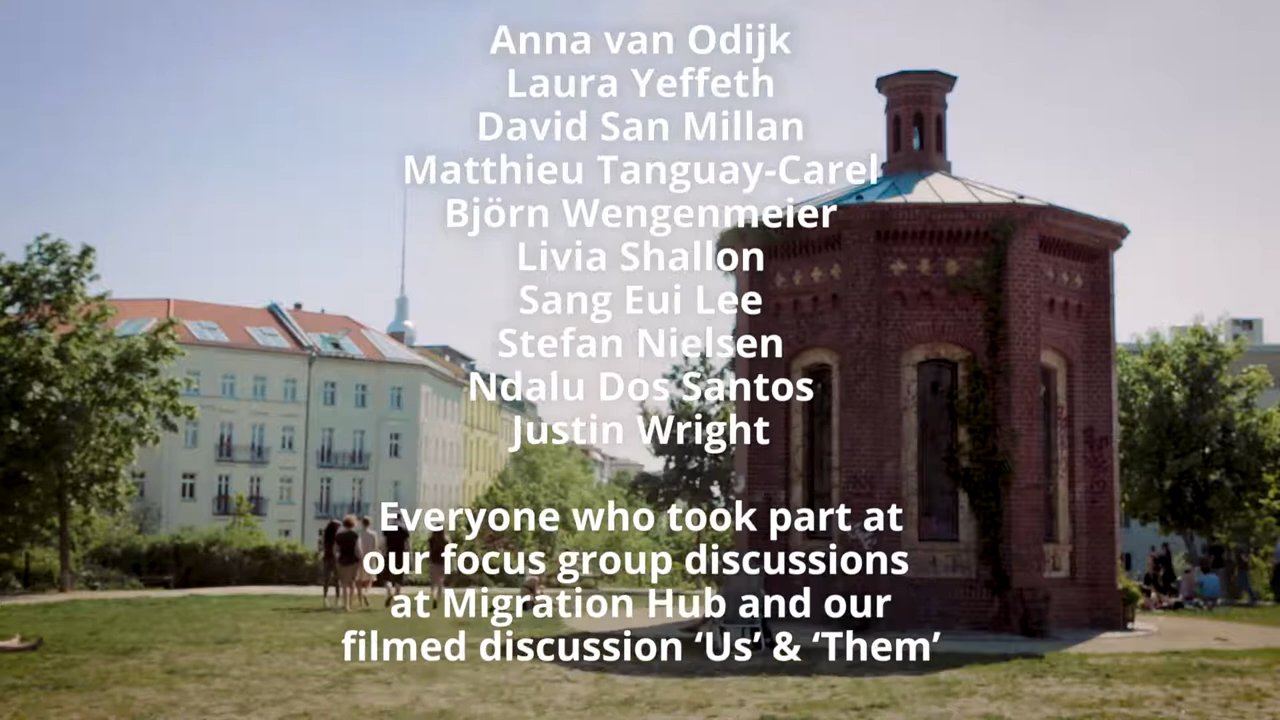 Anna van Odijk
Laura Yeffeth
David San Millan
Matthieu Tanguay-Carel
Björn Wengenmeier
Livia Shallon
Sang Eui Lee
Stefan Nielsen
Ndalu Dos Santos
Justin Wright
Everyone who took part at
our focus group discussions
at Migration Hub and our
filmed discussion ‘Us’ & ‘Them’